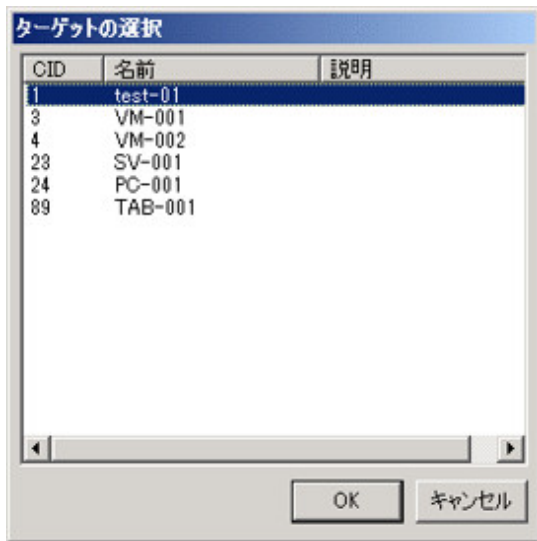 ターゲットの選択
CID 名前 説明
1 test-01
3 VM-001
4 VM-002
23 SV-001
24 PC-001
89 TAB-001
OK キャンセル